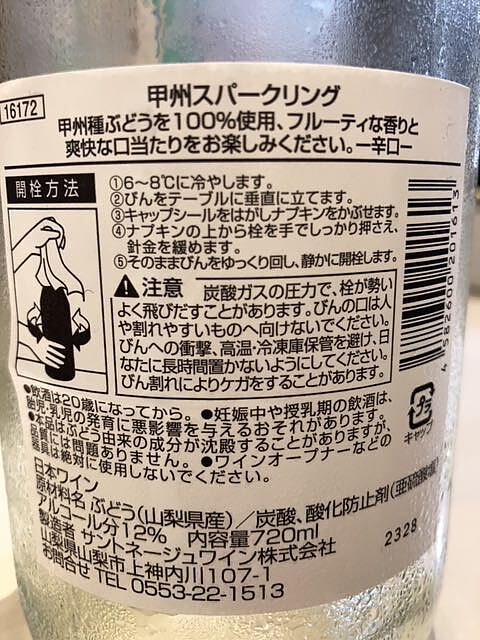 16172
甲州スパークリング
甲州種ぶどうを100%使用、フルーティな香りと
爽快な口当たりをお楽しみください。ー辛口ー
開栓方法
①6〜8℃に冷やします。
②びんをテーブルに垂直に立てます。
③キャップシールをはがしナプキンをかぶせます。
④ナプキンの上から栓を手でしっかり押さえ、
針金を緩めます。
⑤そのままびんをゆっくり回し、静かに開栓します。
注意 炭酸ガスの圧力で、栓が勢い
よく飛びだすことがあります。びんの口は人
や割れやすいものへ向けないでください。
びんへの衝撃、高温・冷凍庫保管を避け、日
なたに長時間置かないようにしてください。
びん割れによりケガをすることがあります。
●飲酒は20歳になってから。●妊娠中や授乳期の飲酒は、
胎児・乳児の発育に悪影響を与えるおそれがあります。
●本品はぶどう由来の成分が沈殿することがありますが、
品質には問題ありません。●ワインオープナーなどの
器具は絶対に使用しないでください。
日本ワイン
原材料名 ぶどう(山梨県産)/炭酸、酸化防止剤(亜硫酸塩)
アルコール分12% 内容量720ml
製造者 サントネージュワイン株式会社
山梨県山梨市上神内川107-1
お問合せ TEL 0553-22-1513
4582600201613
プラ
キャップ
2328